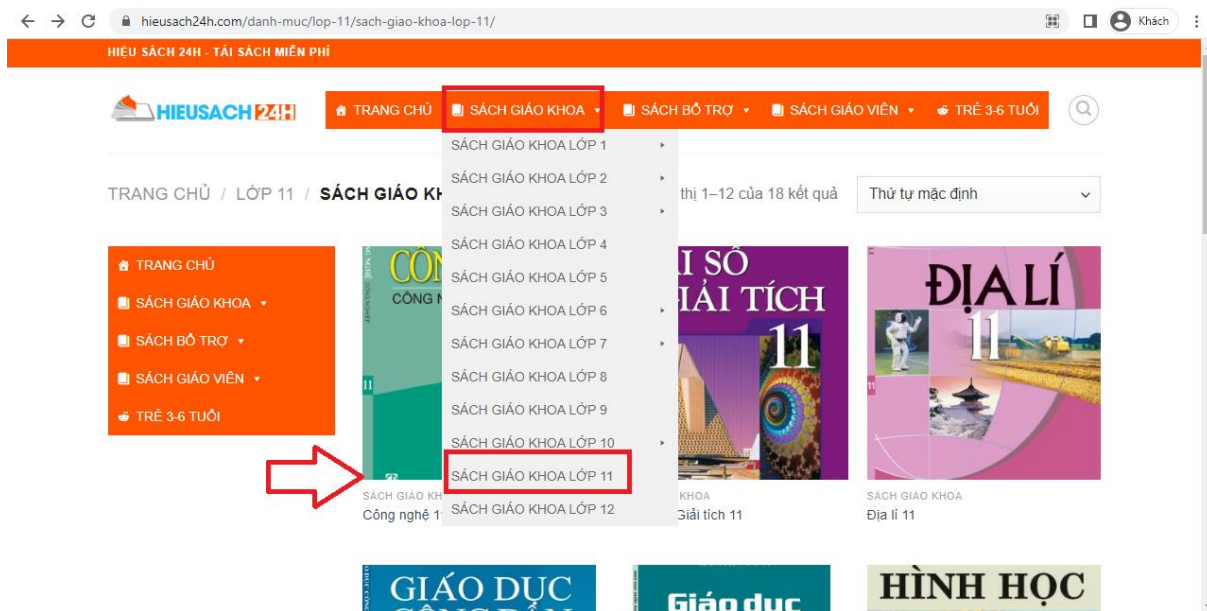 hieusach24h.com/danh-muc/lop-11/sach-giao-khoa-lop-11/
Khách
HIỆU SÁCH 24H - TẢI SÁCH MIỄN PHÍ
HIEUSACH 24H
TRANG CHỦ
SÁCH GIÁO KHOA
SÁCH BỔ TRỢ
SÁCH GIÁO VIÊN
TRẺ 3-6 TUỔI
TRANG CHỦ / LỚP 11 / SÁCH GIÁO KH
thị 1–12 của 18 kết quả
Thứ tự mặc định
SÁCH GIÁO KHOA LỚP 1
SÁCH GIÁO KHOA LỚP 2
SÁCH GIÁO KHOA LỚP 3
SÁCH GIÁO KHOA LỚP 4
SÁCH GIÁO KHOA LỚP 5
SÁCH GIÁO KHOA LỚP 6
SÁCH GIÁO KHOA LỚP 7
SÁCH GIÁO KHOA LỚP 8
SÁCH GIÁO KHOA LỚP 9
SÁCH GIÁO KHOA LỚP 10
SÁCH GIÁO KHOA LỚP 11
SÁCH GIÁO KHOA LỚP 12
TRANG CHỦ
SÁCH GIÁO KHOA
SÁCH BỔ TRỢ
SÁCH GIÁO VIÊN
TRẺ 3-6 TUỔI
CÔN
CÔNG N
11
I SỐ
IẢI TÍCH
11
ĐỊA LÍ
11
11
SÁCH GIÁO KH
Công nghệ 1
KHOA
Giải tích 11
SÁCH GIÁO KHOA
Địa lí 11
GIÁO DỤC
CÔNG DÂN
Giáo dục
HÌNH HỌC